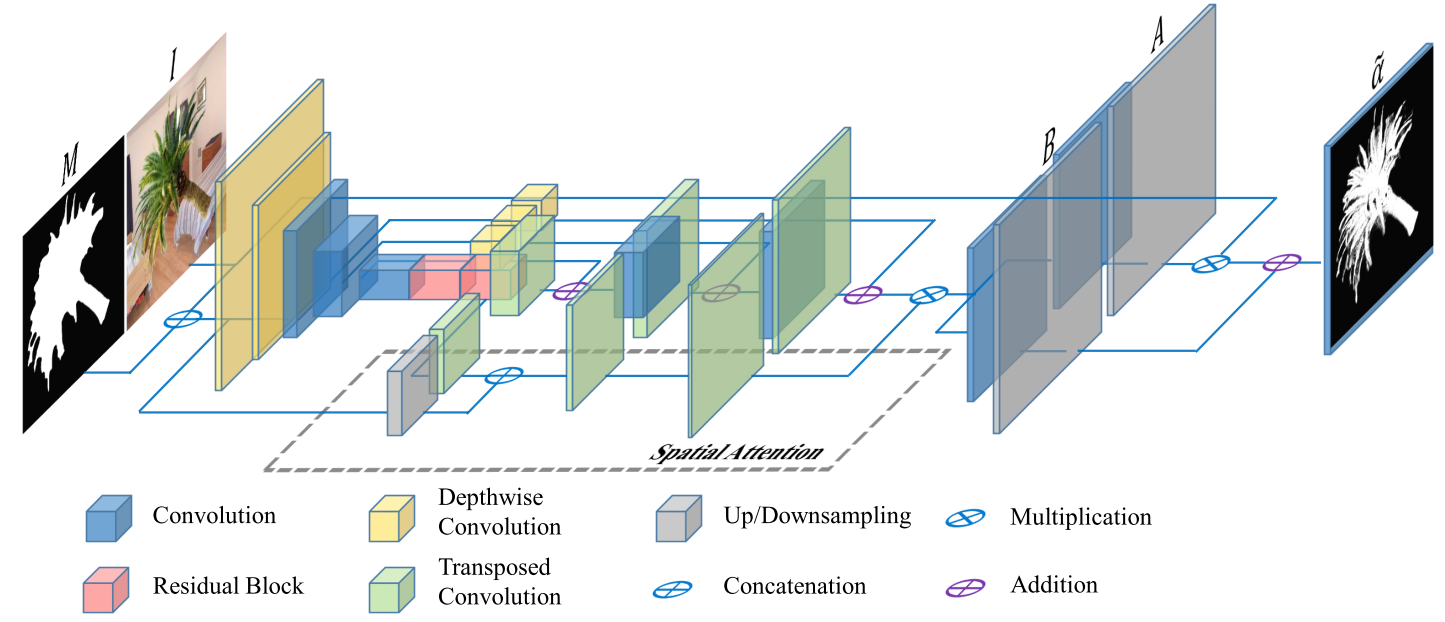 M
I
B
A
α̃
Spatial Attention
Convolution
Depthwise
Convolution
Up/Downsampling
Multiplication
Residual Block
Transposed
Convolution
Concatenation
Addition